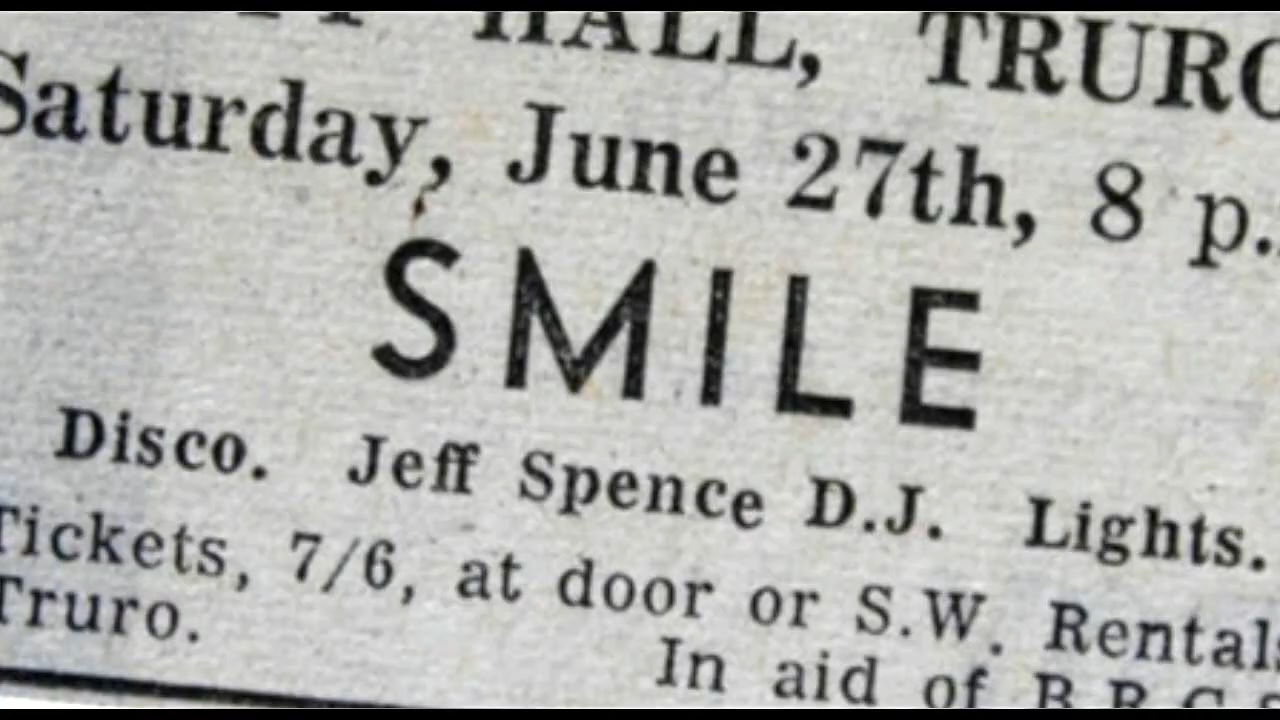 HALL, TRURO
Saturday, June 27th, 8 p.
SMILE
Disco. Jeff Spence D.J. Lights.
Tickets, 7/6, at door or S.W. Rentals
Truro.
In aid of B.R.C.S